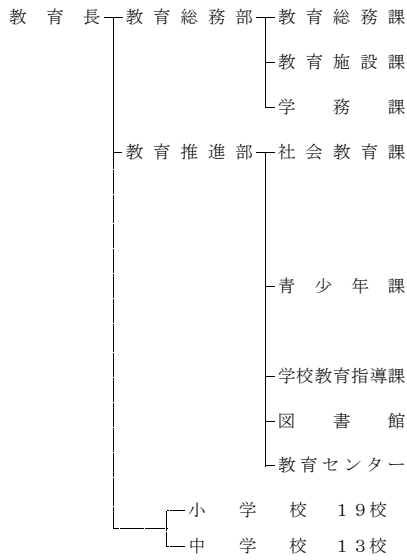 教育長 教育総務部 教育総務課
教育施設課
学務課
教育推進部 社会教育課
青少年課
学校教育指導課
図書館
教育センター
小学校 19校
中学校 13校